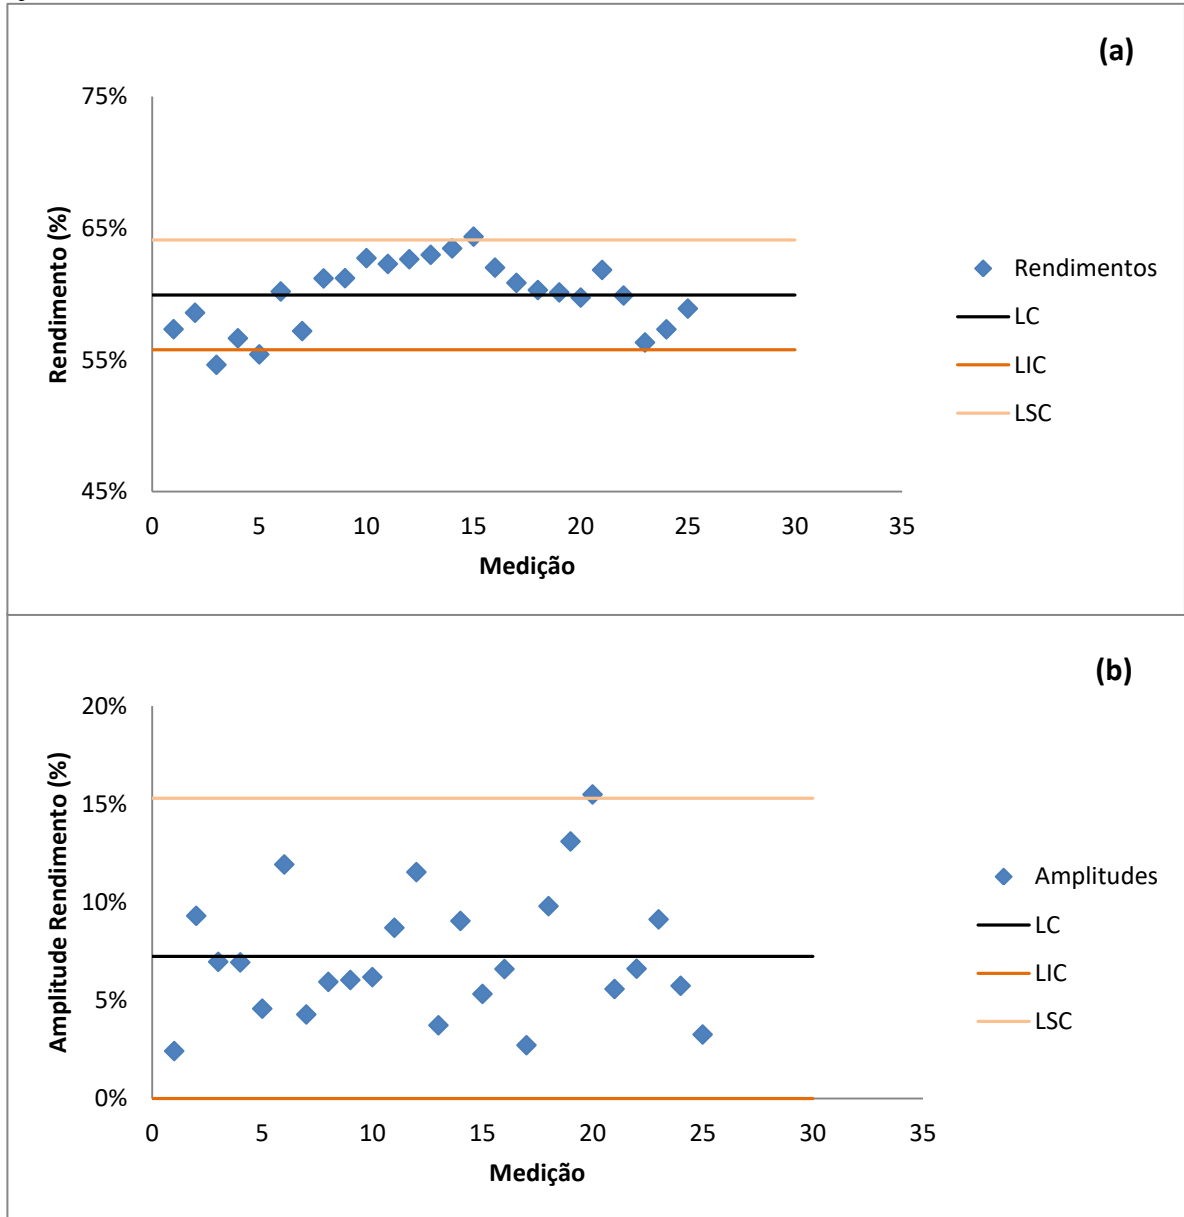 (a)
75%
65%
55%
45%
Rendimento (%)
0 5 10 15 20 25 30 35
Medição
Rendimentos
LC
LIC
LSC
(b)
20%
15%
10%
5%
0%
Amplitude Rendimento (%)
0 5 10 15 20 25 30 35
Medição
Amplitudes
LC
LIC
LSC